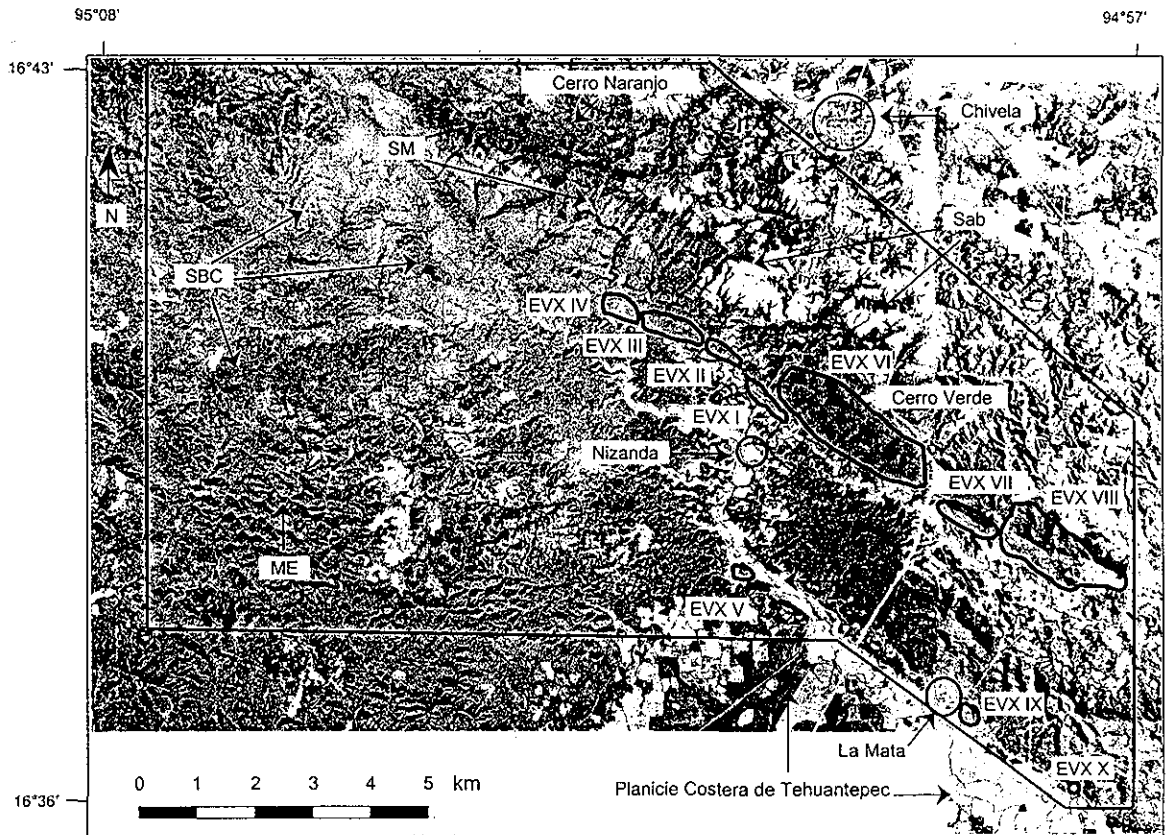 95°08'
94°57'
16°43'
Cerro Naranjo
Chivela
SM
N
Sab
SBC
EVX IV
EVX III
EVX VI
EVX II
Cerro Verde
EVX I
Nizanda
EVX VII
EVX VIII
ME
EVX V
EVX IX
La Mata
EVX X
0 1 2 3 4 5 km
Planície Costera de Tehuantepec
16°36'